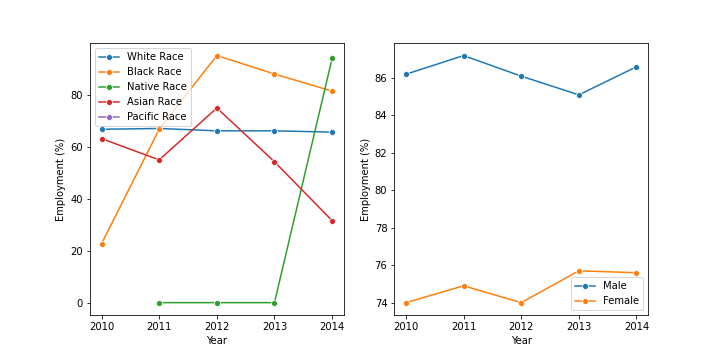 White Race
Black Race
Native Race
Asian Race
Pacific Race
80
60
40
20
0
Employment (%)
2010 2011 2012 2013 2014
Year
86
84
82
80
78
76
74
Employment (%)
Male
Female
2010 2011 2012 2013 2014
Year